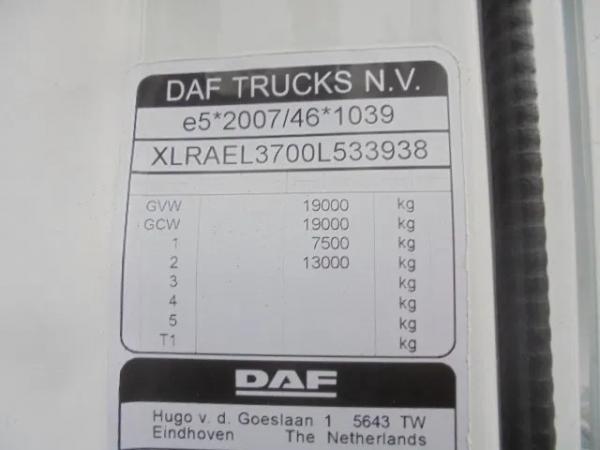 DAF TRUCKS N.V.
e5*2007/46*1039
XLRAEL3700L533938
GVW 19000 kg
GCW 19000 kg
1 7500 kg
2 13000 kg
3 kg
4 kg
5 kg
T1 kg
DAF
Hugo v. d. Goeslaan 1 5643 TW
Eindhoven The Netherlands